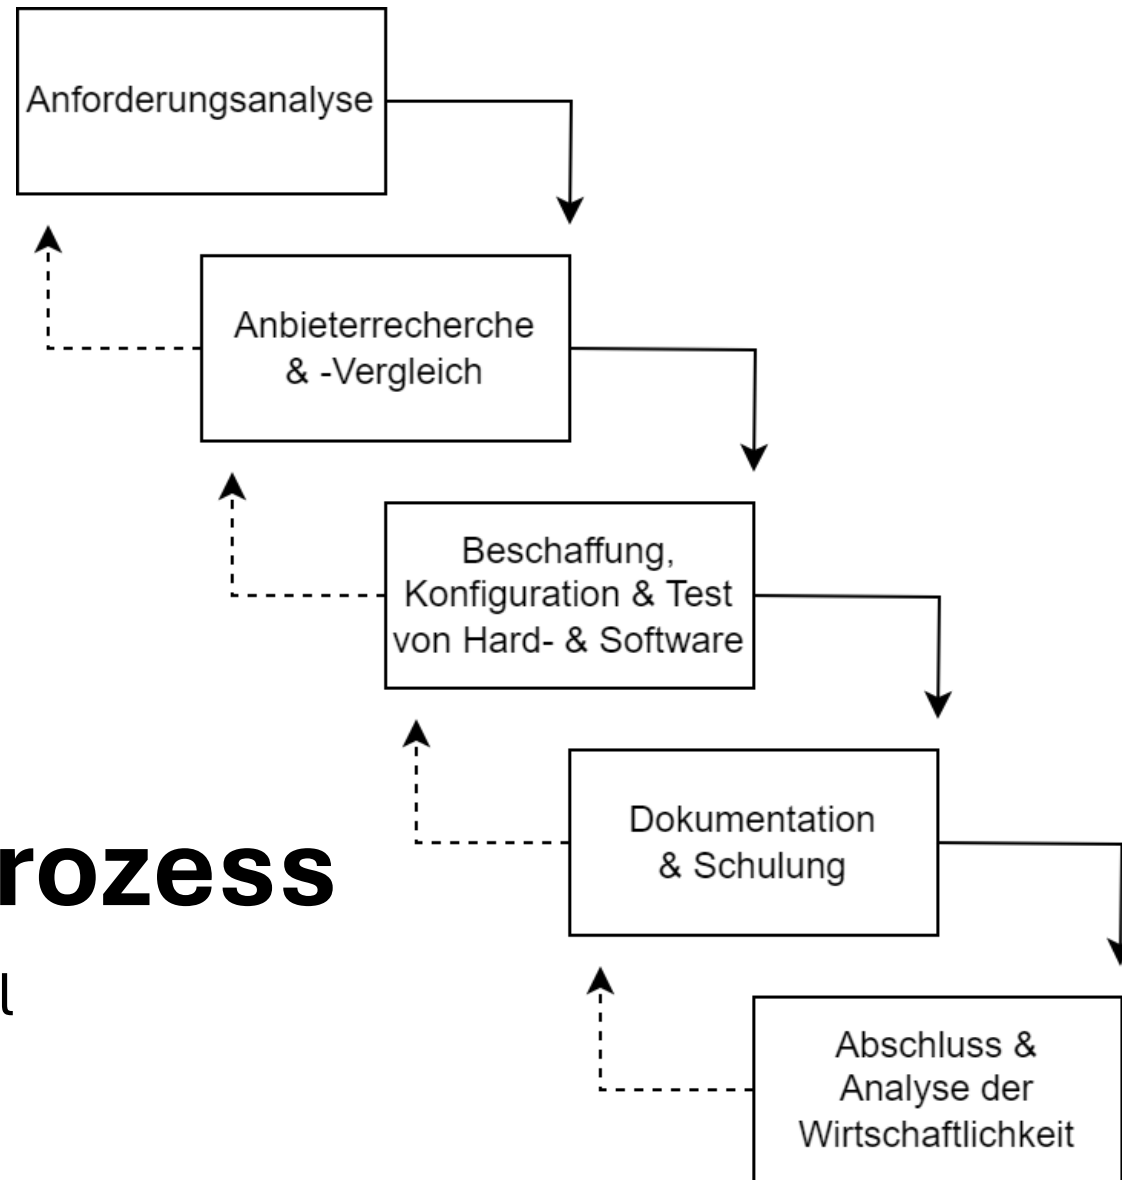 Anforderungsanalyse
Anbieterrecherche
& -Vergleich
Beschaffung,
Konfiguration & Test
von Hard- & Software
Dokumentation
& Schulung
rozess
l
Abschluss &
Analyse der
Wirtschaftlichkeit